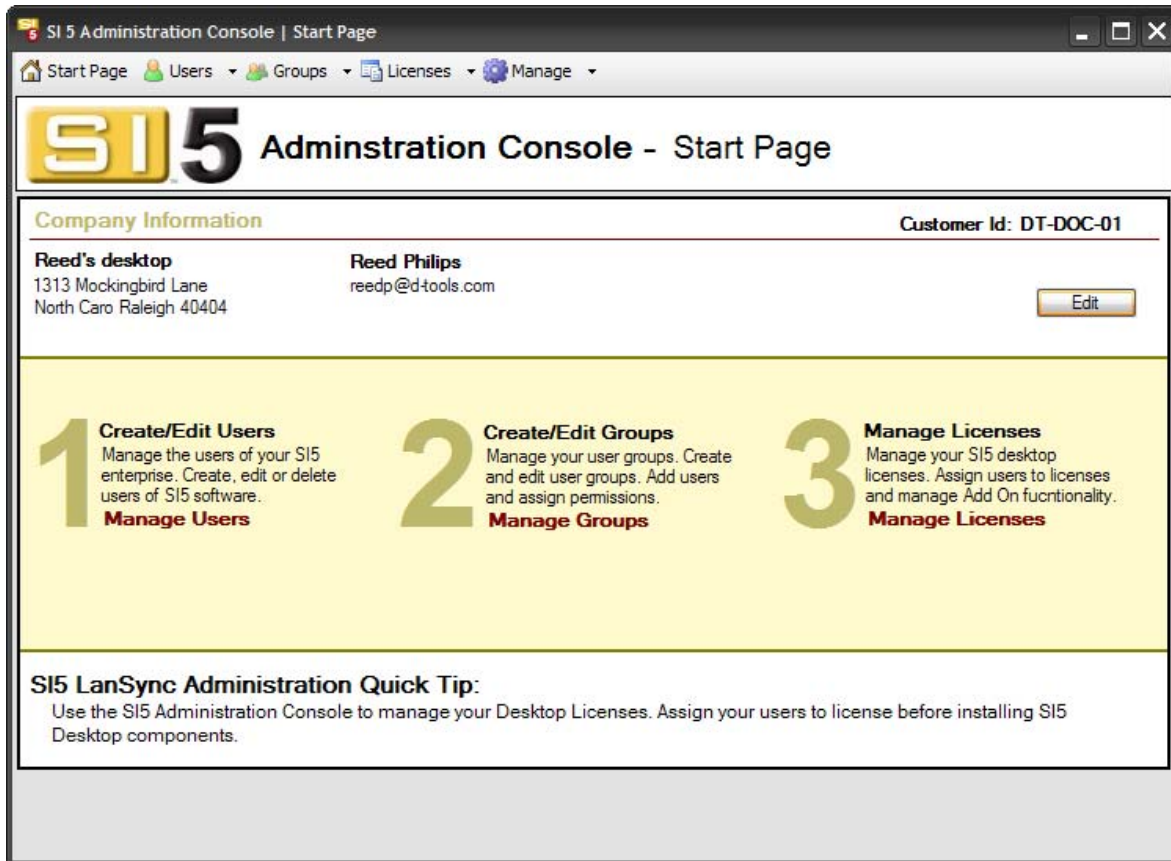 SI 5 Administration Console | Start Page
Start Page Users Groups Licenses Manage
SI 5 Adminstration Console - Start Page
Company Information Customer Id: DT-DOC-01
Reed's desktop Reed Philips
1313 Mockingbird Lane reedp@d-tools.com
North Caro Raleigh 40404
Edit
1 Create/Edit Users
Manage the users of your SI5
enterprise. Create, edit or delete
users of SI5 software.
Manage Users
2 Create/Edit Groups
Manage your user groups. Create
and edit user groups. Add users
and assign permissions.
Manage Groups
3 Manage Licenses
Manage your SI5 desktop
licenses. Assign users to licenses
and manage Add On fucntionality.
Manage Licenses
SI5 LanSync Administration Quick Tip:
Use the SI5 Administration Console to manage your Desktop Licenses. Assign your users to license before installing SI5
Desktop components.